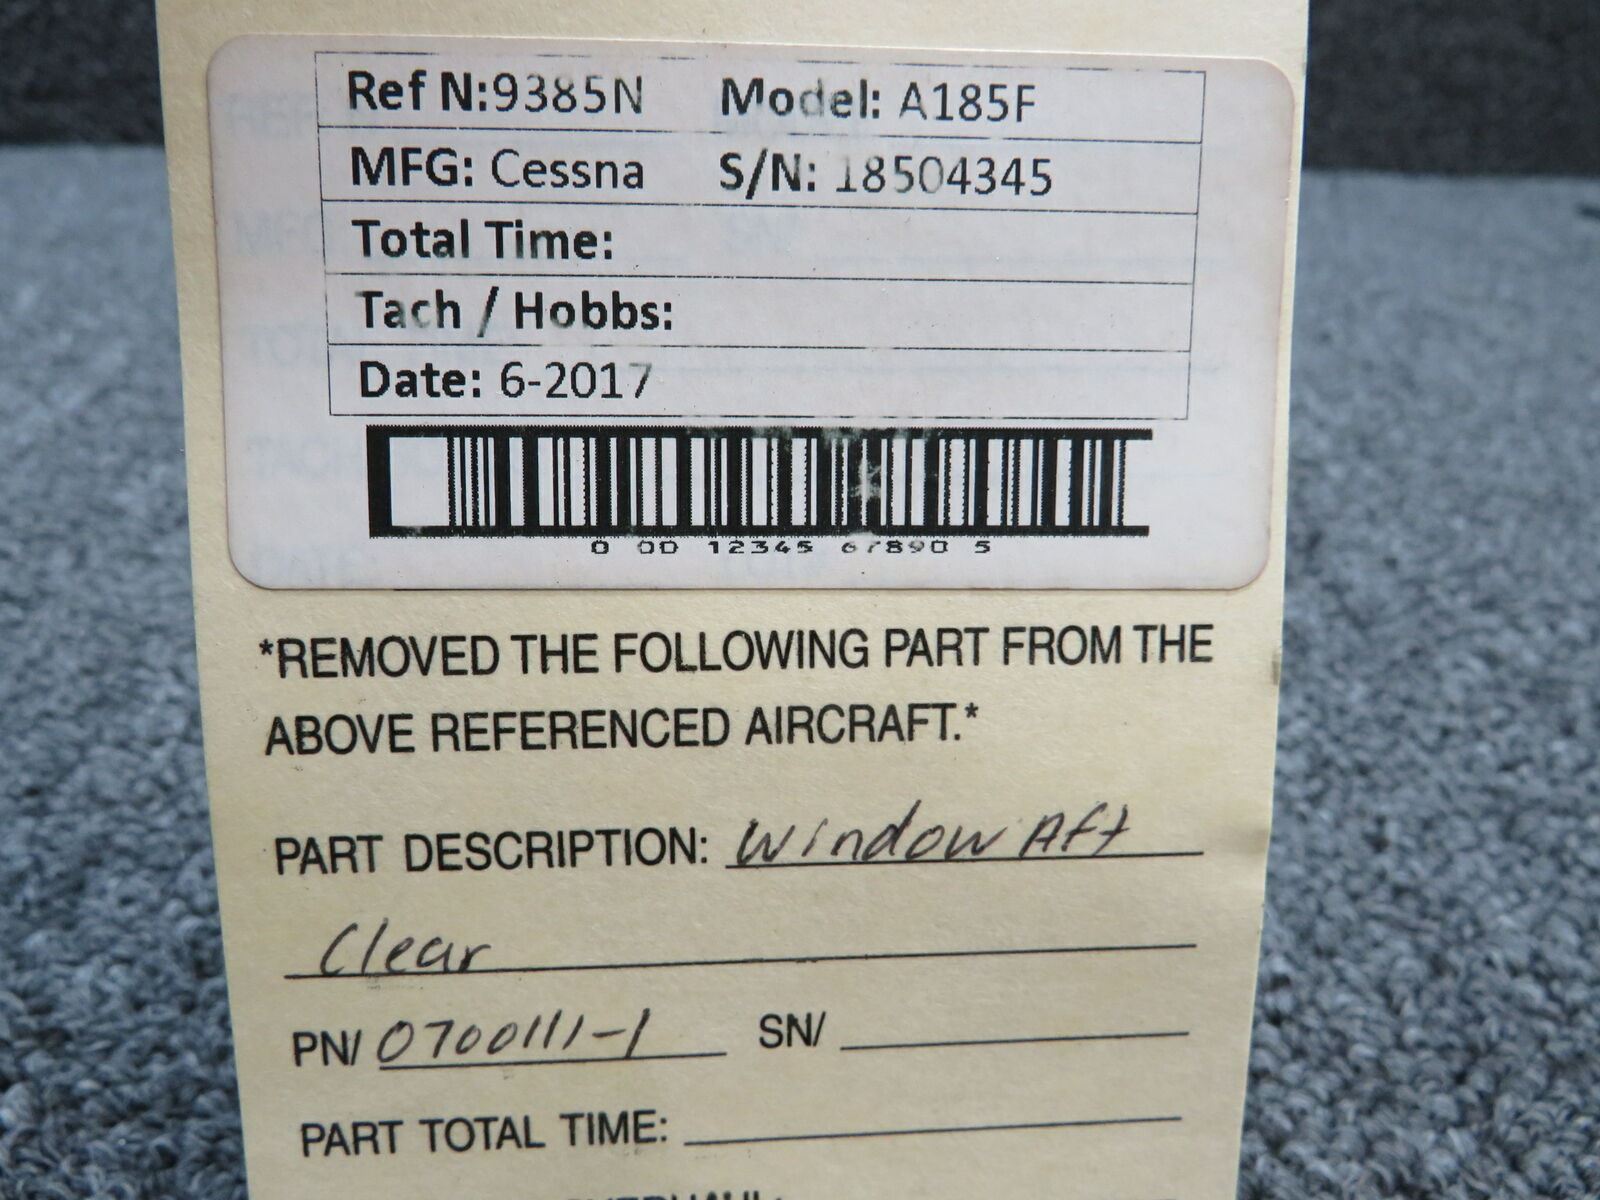 Ref N:9385N Model: A185F
MFG: Cessna S/N: 18504345
Total Time:
Tach / Hobbs:
Date: 6-2017
0 00 12345 67890 5
*REMOVED THE FOLLOWING PART FROM THE
ABOVE REFERENCED AIRCRAFT.*
PART DESCRIPTION: Window Aft
Clear
PN/ 0700111-1 SN/
PART TOTAL TIME: